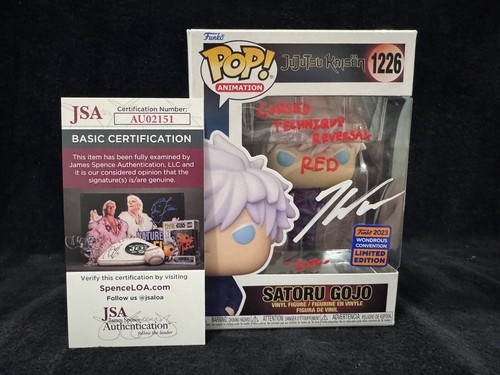 JSA
Certification Number:
AU02151
BASIC CERTIFICATION
This item has been fully examined by
James Spence Authentication, LLC and
it is our considered opinion that the
signature(s) is/are genuine.
NATURE
Verify this certification by visiting
SpenceLOA.com
Follow us @jsaloa
JSA
James Spence
Authentication
Funko
POP!
ANIMATION
JUJUTSU KAISEN
1226
CURSED
TECHNIQUE
REVERSAL
RED
Funko 2023
WONDROUS
CONVENTION
LIMITED
EDITION
SATORU GOJO
VINYL FIGURE / FIGURINE EN VINYLE
FIGURA DE VINIL